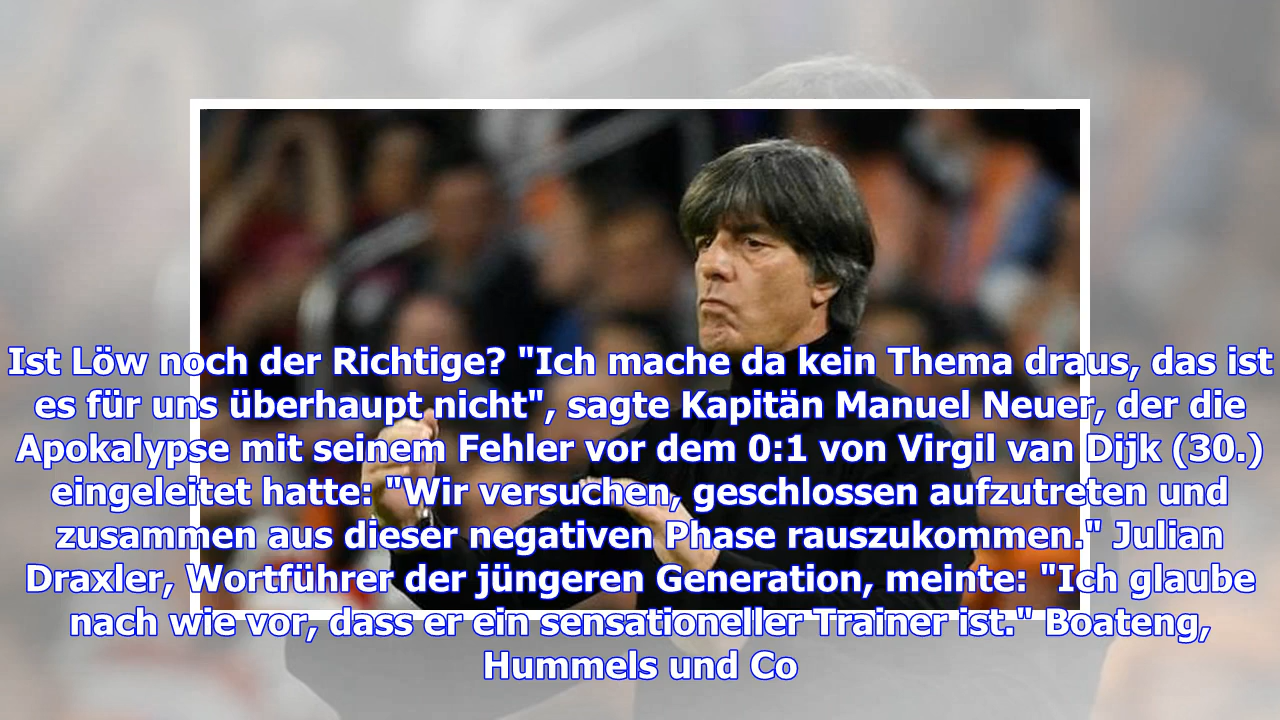 Ist Löw noch der Richtige? "Ich mache da kein Thema draus, das ist
es für uns überhaupt nicht", sagte Kapitän Manuel Neuer, der die
Apokalypse mit seinem Fehler vor dem 0:1 von Virgil van Dijk (30.)
eingeleitet hatte: "Wir versuchen, geschlossen aufzutreten und
zusammen aus dieser negativen Phase rauszukommen." Julian
Draxler, Wortführer der jüngeren Generation, meinte: "Ich glaube
nach wie vor, dass er ein sensationeller Trainer ist." Boateng,
Hummels und Co